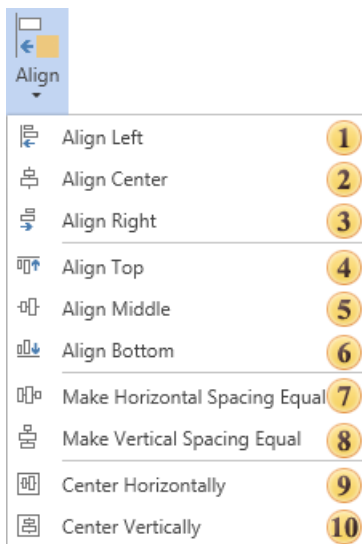 Align
Align Left 1
Align Center 2
Align Right 3
Align Top 4
Align Middle 5
Align Bottom 6
Make Horizontal Spacing Equal 7
Make Vertical Spacing Equal 8
Center Horizontally 9
Center Vertically 10